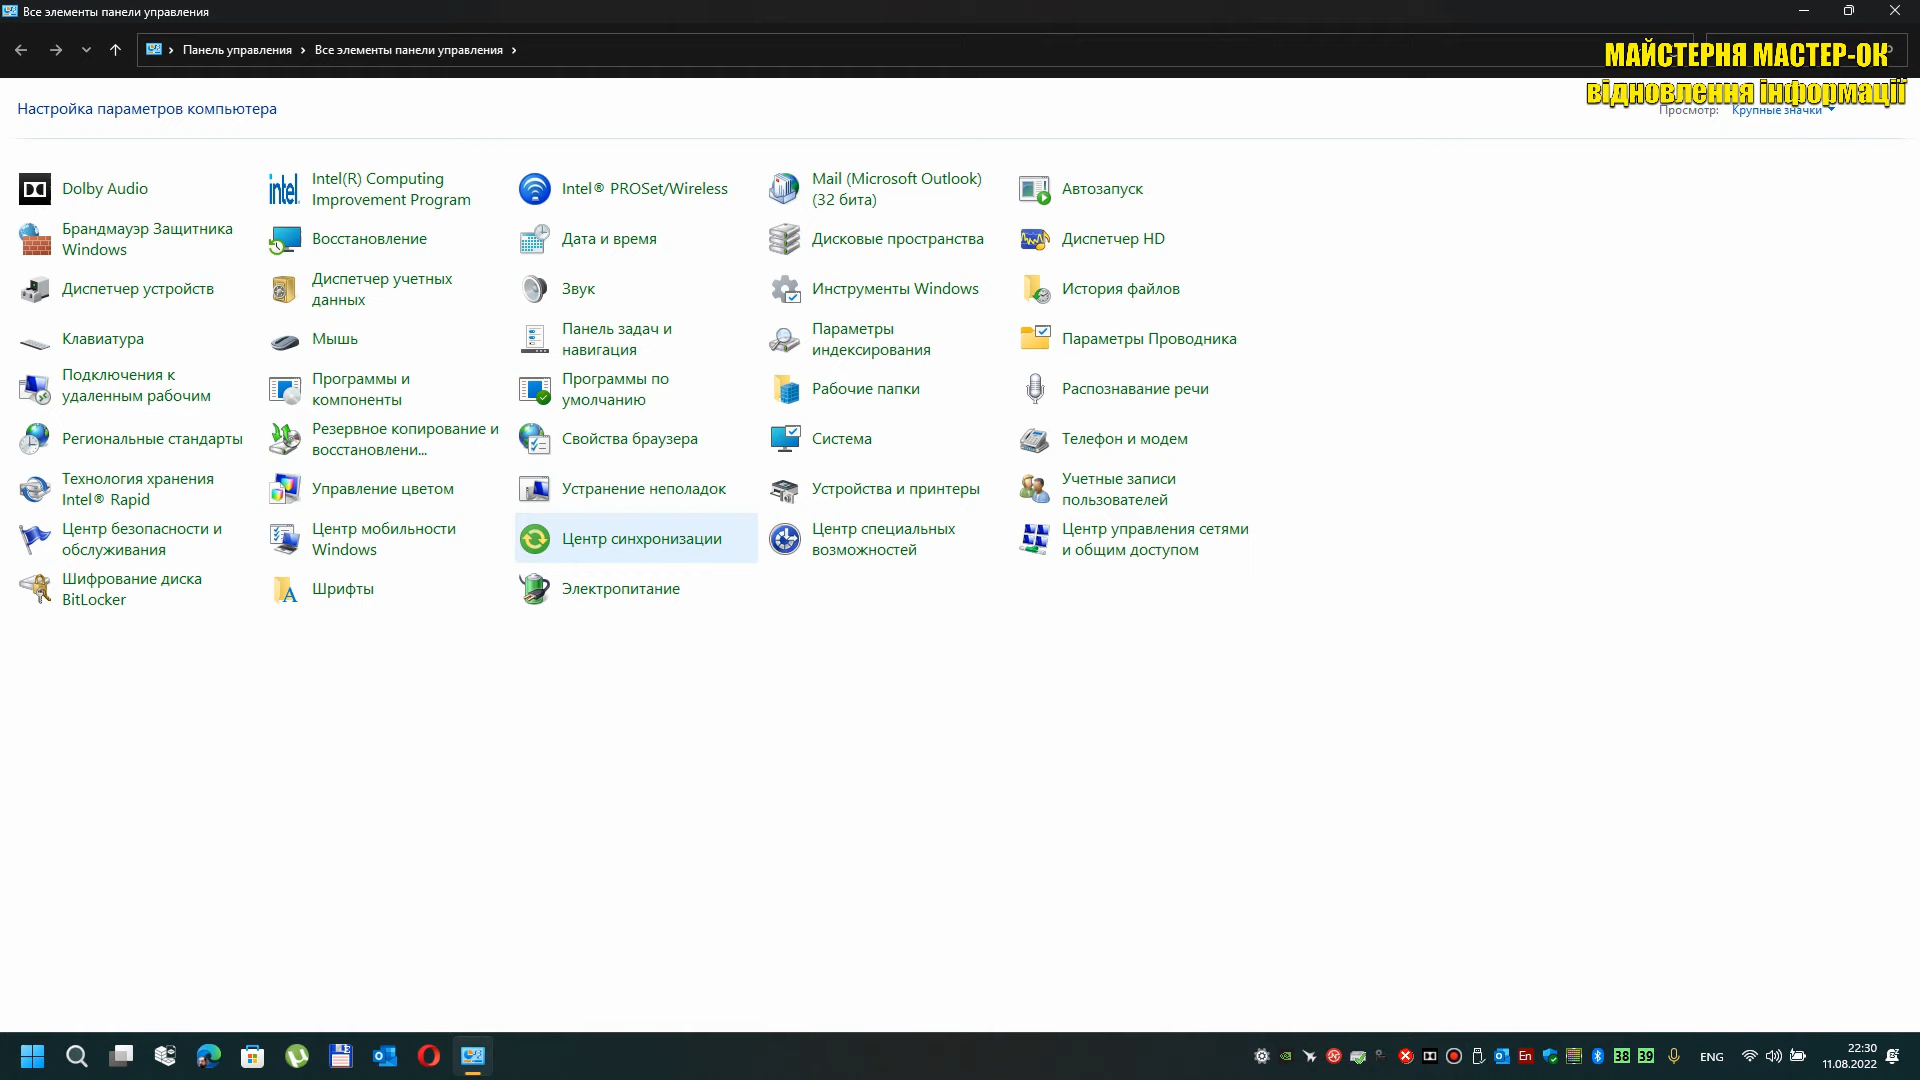 Все элементы панели управления
Панель управления
Все элементы панели управления
МАЙСТЕРНЯ МАСТЕР-ОК
відновлення інформації
Настройка параметров компьютера
Просмотр:
Крупные значки
Dolby Audio
Intel(R) Computing
Improvement Program
Intel® PROSet/Wireless
Mail (Microsoft Outlook)
(32 бита)
Автозапуск
Брандмауэр Защитника
Windows
Восстановление
Дата и время
Дисковые пространства
Диспетчер HD
Диспетчер устройств
Диспетчер учетных
данных
Звук
Инструменты Windows
История файлов
Клавиатура
Мышь
Панель задач и
навигация
Параметры
индексирования
Параметры Проводника
Подключения к
удаленным рабочим
Программы и
компоненты
Программы по
умолчанию
Рабочие папки
Распознавание речи
Региональные стандарты
Резервное копирование и
восстановлени...
Свойства браузера
Система
Телефон и модем
Технология хранения
Intel® Rapid
Управление цветом
Устранение неполадок
Устройства и принтеры
Учетные записи
пользователей
Центр безопасности и
обслуживания
Центр мобильности
Windows
Центр синхронизации
Центр специальных
возможностей
Центр управления сетями
и общим доступом
Шифрование диска
BitLocker
Шрифты
Электропитание
En
38
39
ENG
22:30
11.08.2022